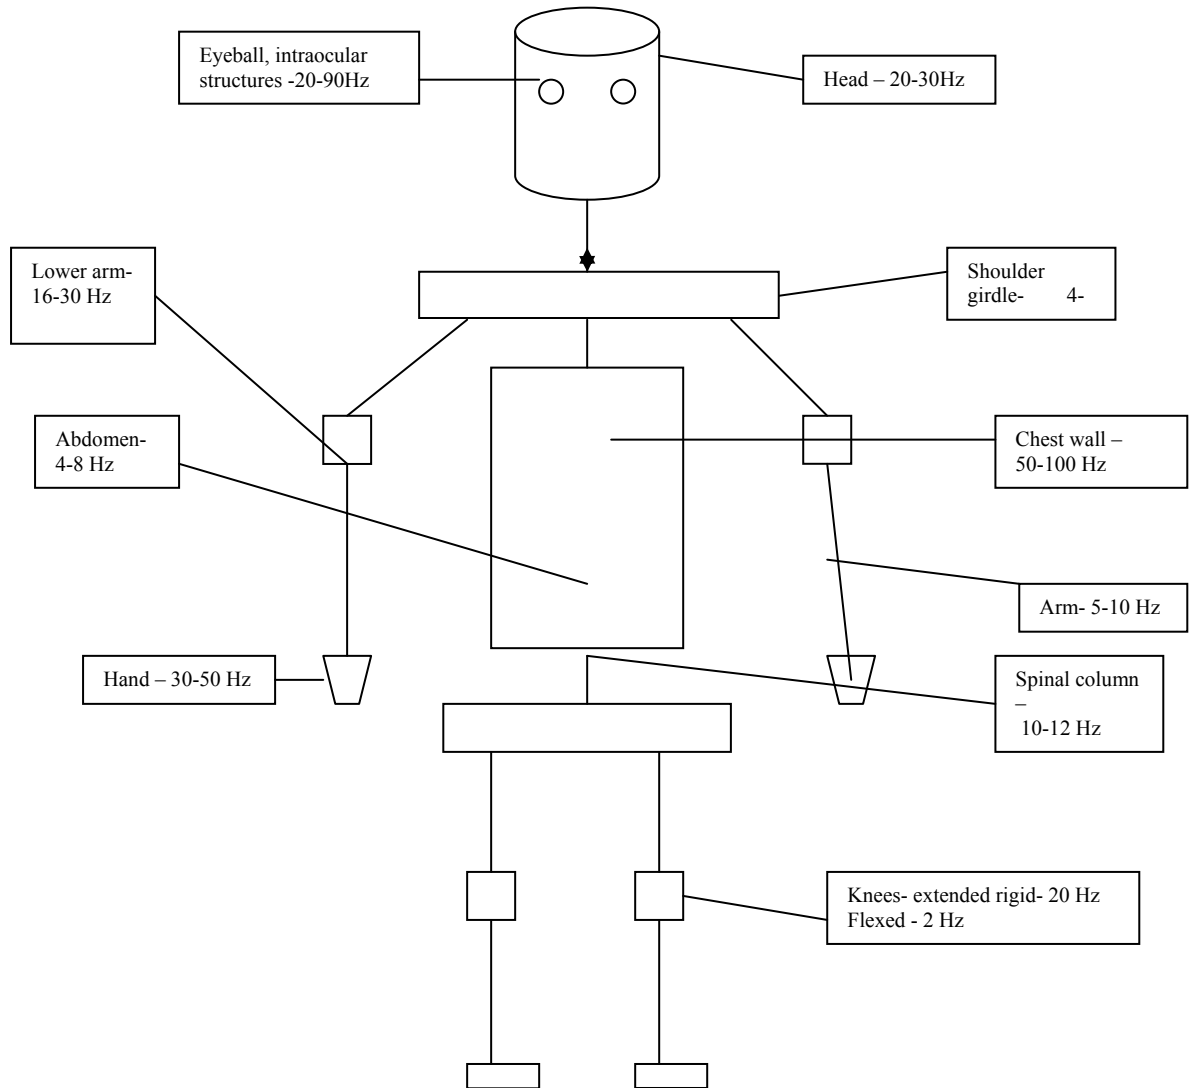 Eyeball, intraocular
structures -20-90Hz
Head – 20-30Hz
Lower arm-
16-30 Hz
Shoulder
girdle- 4-
Abdomen-
4-8 Hz
Chest wall –
50-100 Hz
Arm- 5-10 Hz
Hand – 30-50 Hz
Spinal column
–
10-12 Hz
Knees- extended rigid- 20 Hz
Flexed - 2 Hz